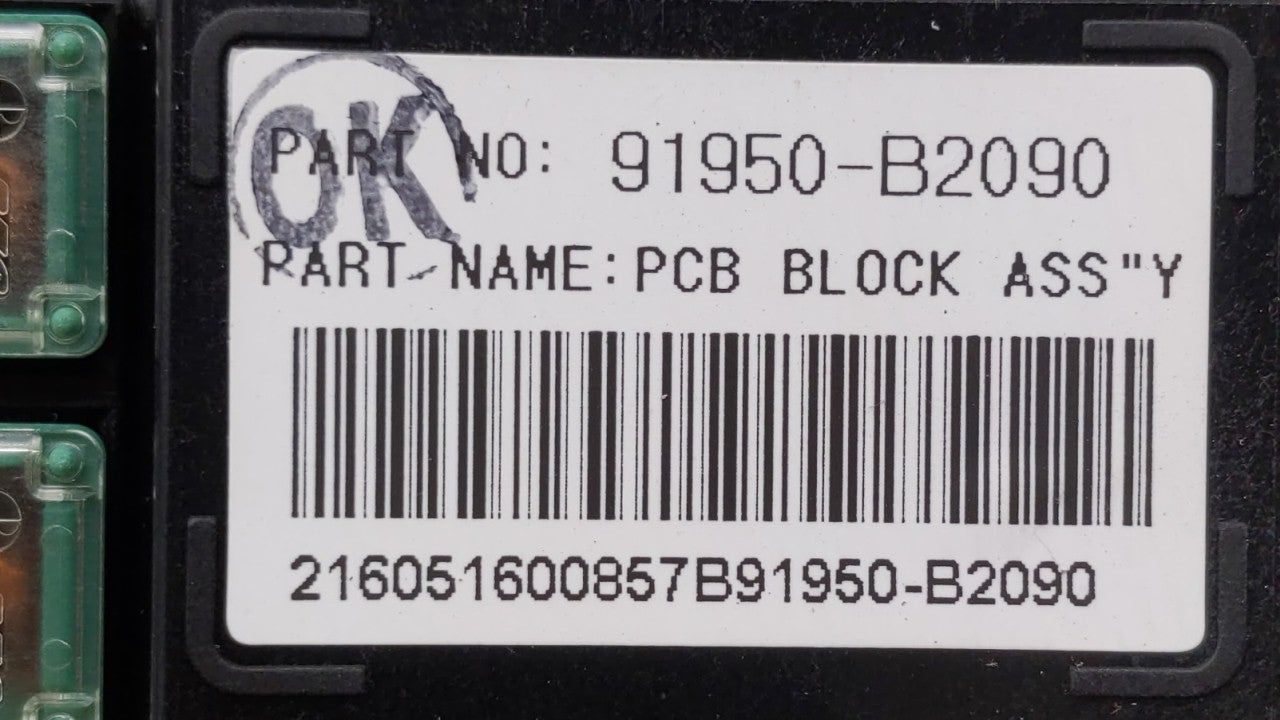 OK
PART NO: 91950-B2090
PART NAME:PCB BLOCK ASS"Y
216051600857B91950-B2090